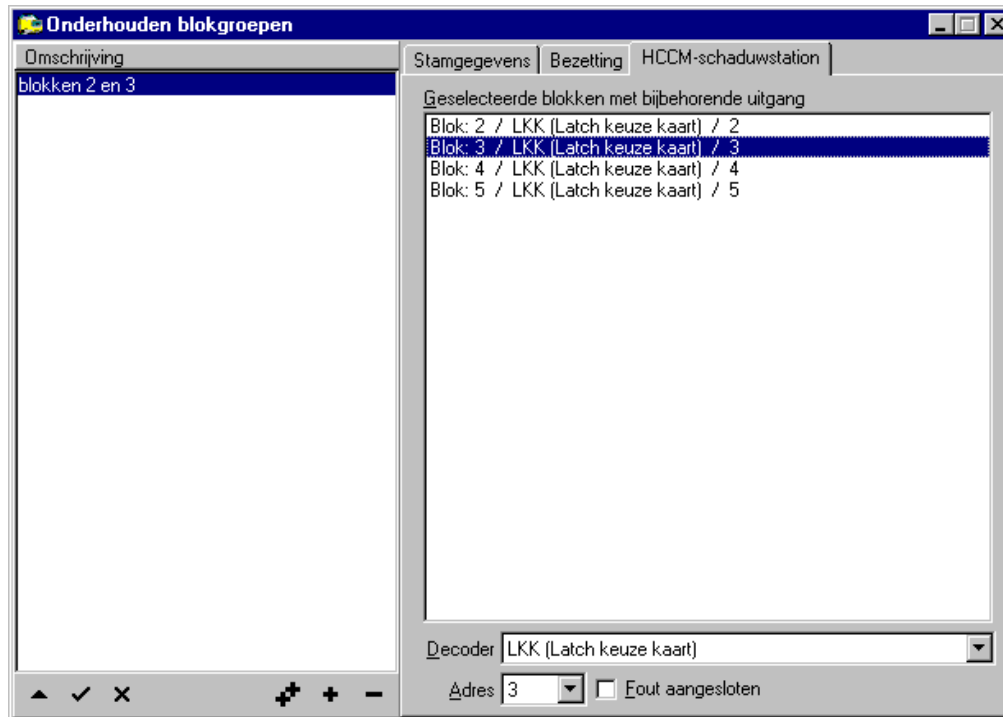 Onderhouden blokgroepen
Omschrijving
blokken 2 en 3
Stamgegevens Bezetting HCCM-schaduwstation
Geselecteerde blokken met bijbehorende uitgang
Blok: 2 / LKK (Latch keuze kaart) / 2
Blok: 3 / LKK (Latch keuze kaart) / 3
Blok: 4 / LKK (Latch keuze kaart) / 4
Blok: 5 / LKK (Latch keuze kaart) / 5
Decoder LKK (Latch keuze kaart)
Adres 3 Fout aangesloten